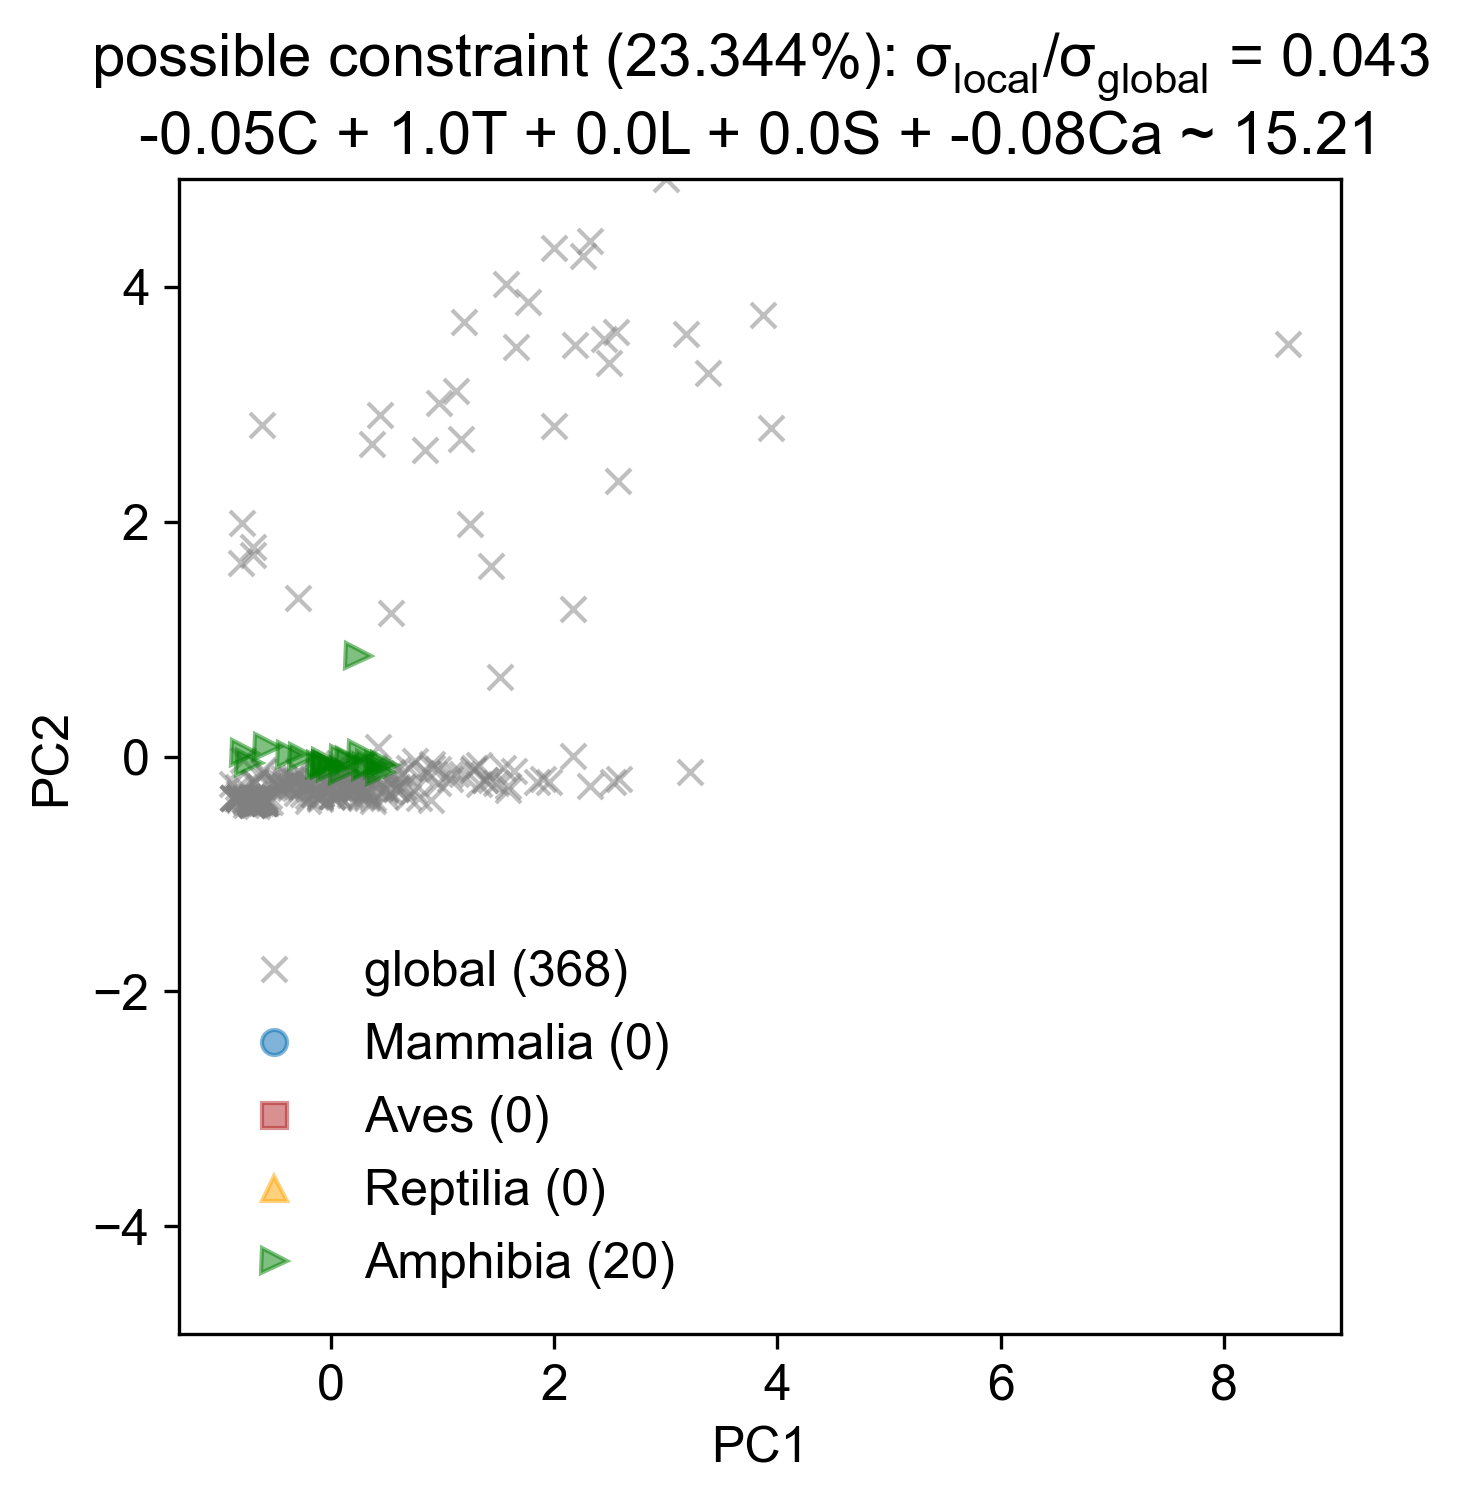 possible constraint (23.344%): σlocal/σglobal = 0.043
-0.05C + 1.0T + 0.0L + 0.0S + -0.08Ca ~ 15.21
4
2
0
−2
−4
PC2
global (368)
Mammalia (0)
Aves (0)
Reptilia (0)
Amphibia (20)
0 2 4 6 8
PC1